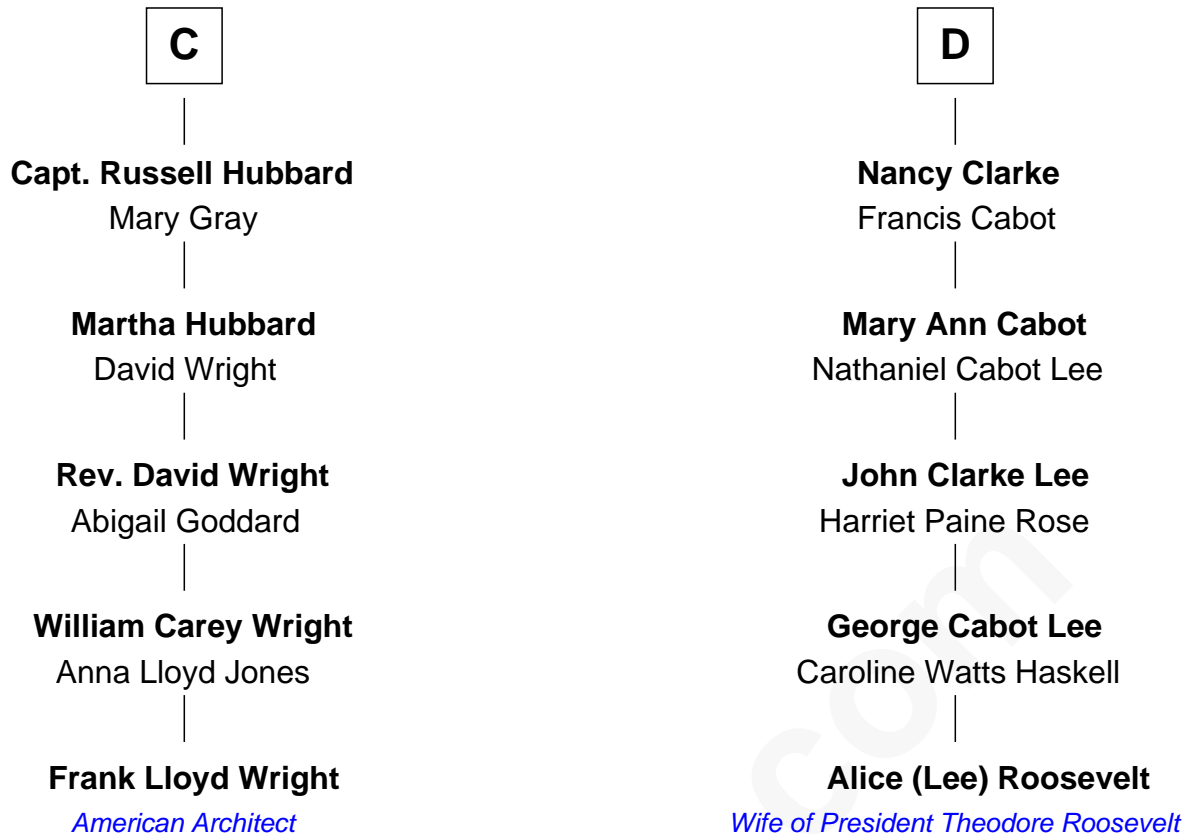 C
Capt. Russell Hubbard
Mary Gray
Martha Hubbard
David Wright
Rev. David Wright
Abigail Goddard
William Carey Wright
Anna Lloyd Jones
Frank Lloyd Wright
American Architect
D
Nancy Clarke
Francis Cabot
Mary Ann Cabot
Nathaniel Cabot Lee
John Clarke Lee
Harriet Paine Rose
George Cabot Lee
Caroline Watts Haskell
Alice (Lee) Roosevelt
Wife of President Theodore Roosevelt
com